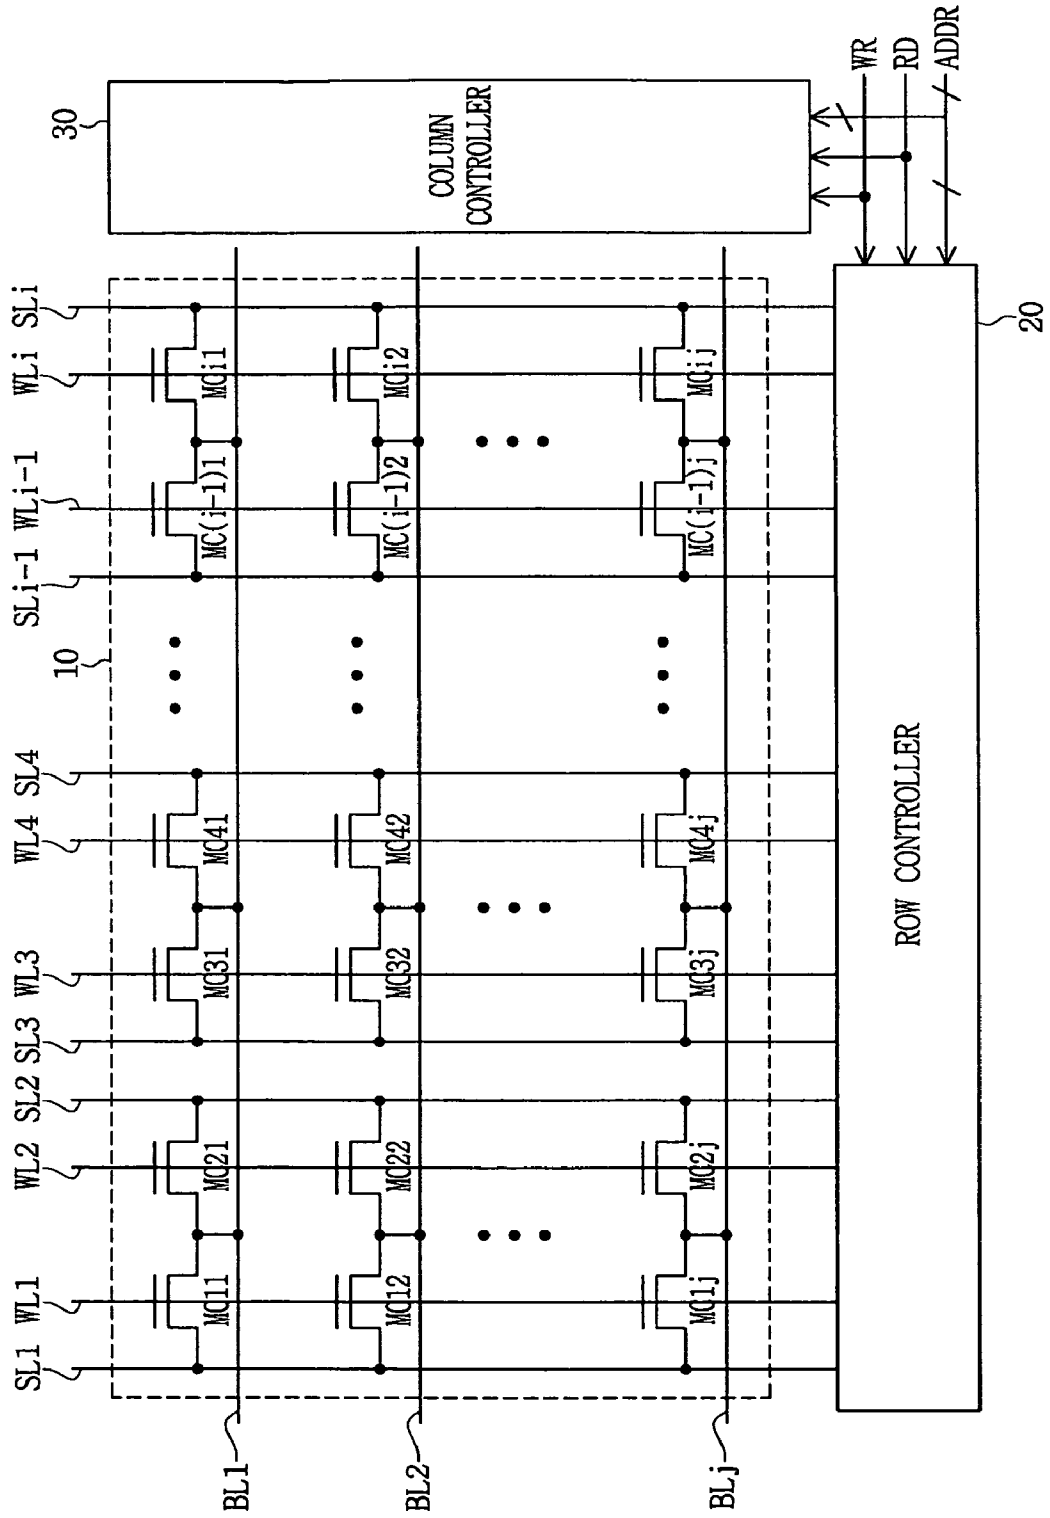 SL1
WL1
WL2
SL2
SL3
WL3
WL4
SL4
10
SLi-1
WLi-1
WLi
SLi
30
MC11
MC21
MC31
MC41
MC(i-1)1
MCi1
BL1
MC12
MC22
MC32
MC42
MC(i-1)2
MCi2
BL2
MC1j
MC2j
MC3j
MC4j
MC(i-1)j
MCij
BLj
COLUMN
CONTROLLER
WR
RD
ADDR
ROW CONTROLLER
20